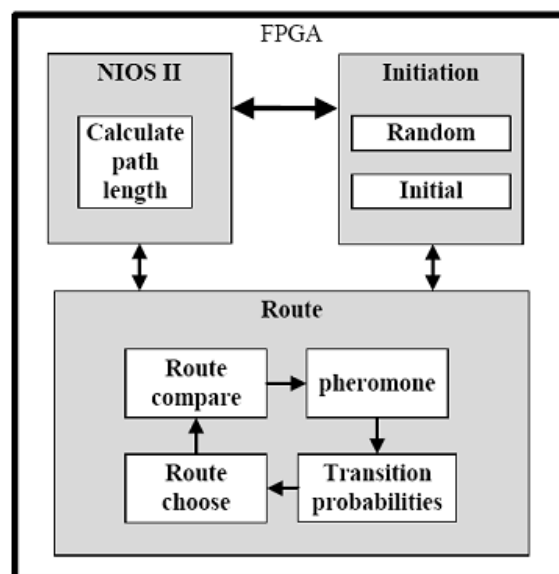 FPGA
NIOS II
Calculate
path
length
Initiation
Random
Initial
Route
Route
compare
pheromone
Route
choose
Transition
probabilities